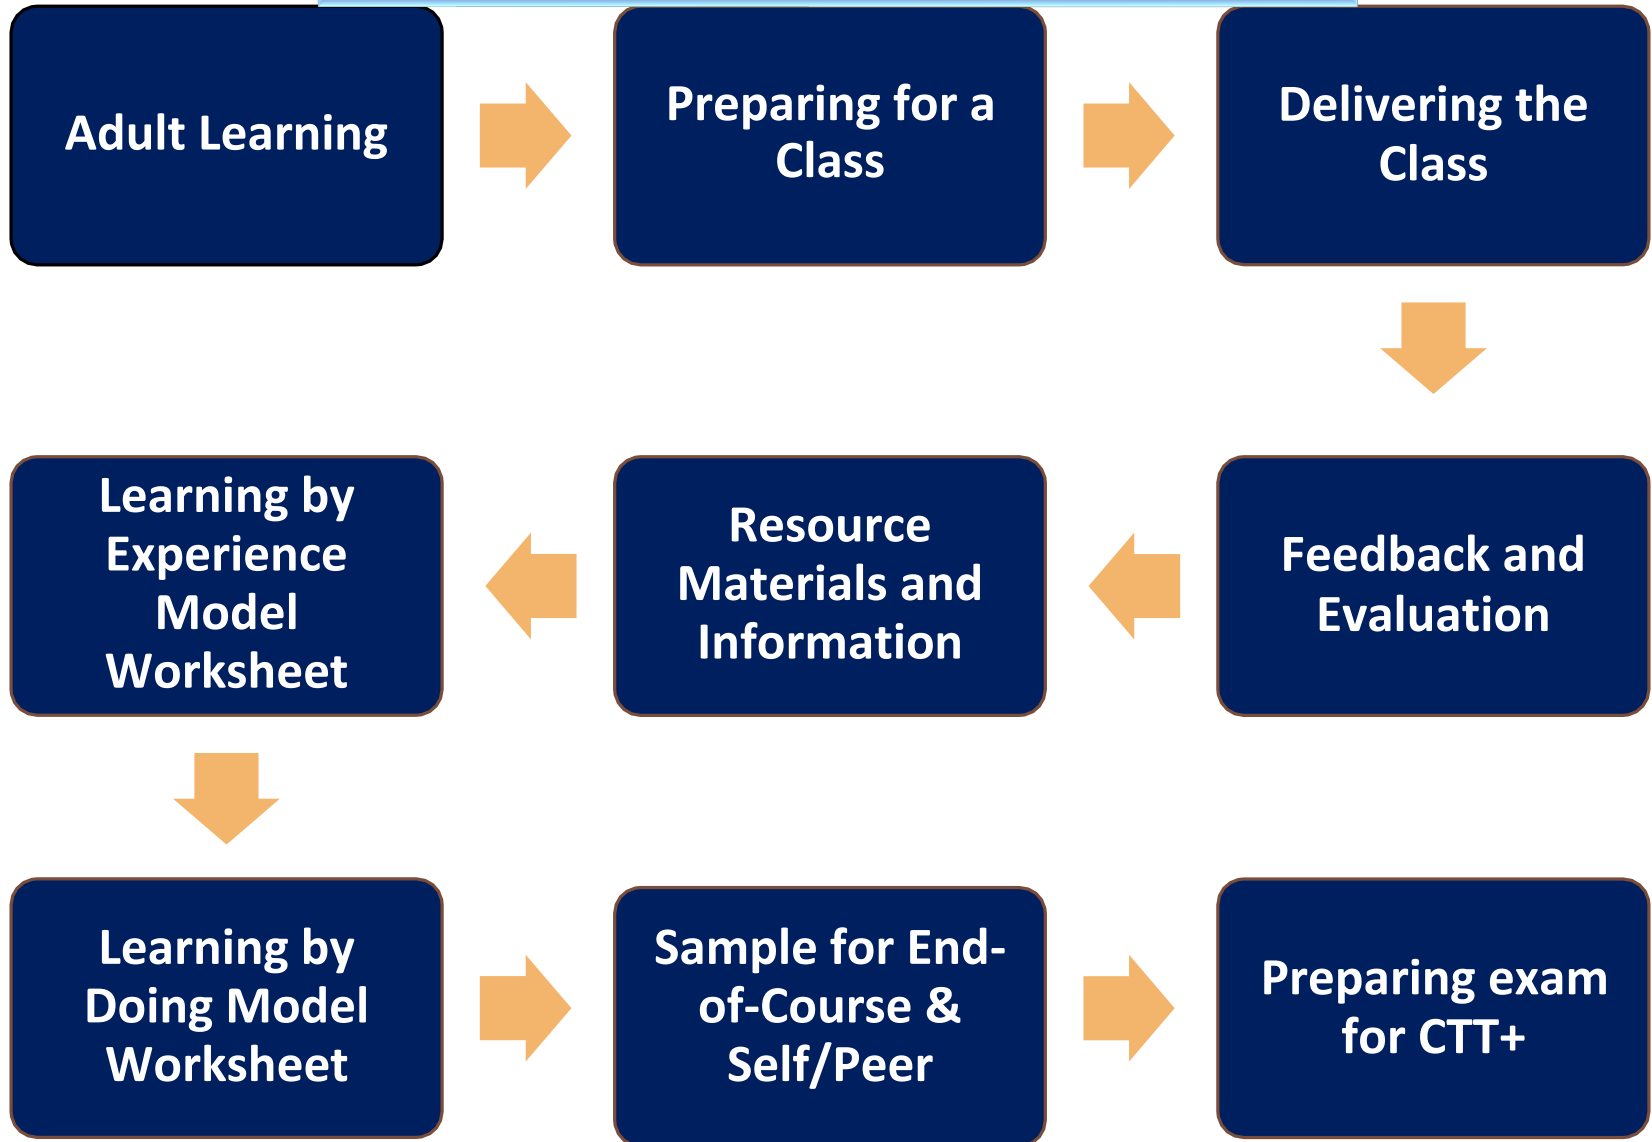 Adult Learning
Preparing for a
Class
Delivering the
Class
Feedback and
Evaluation
Resource
Materials and
Information
Learning by
Experience
Model
Worksheet
Learning by
Doing Model
Worksheet
Sample for End-
of-Course &
Self/Peer
Preparing exam
for CTT+